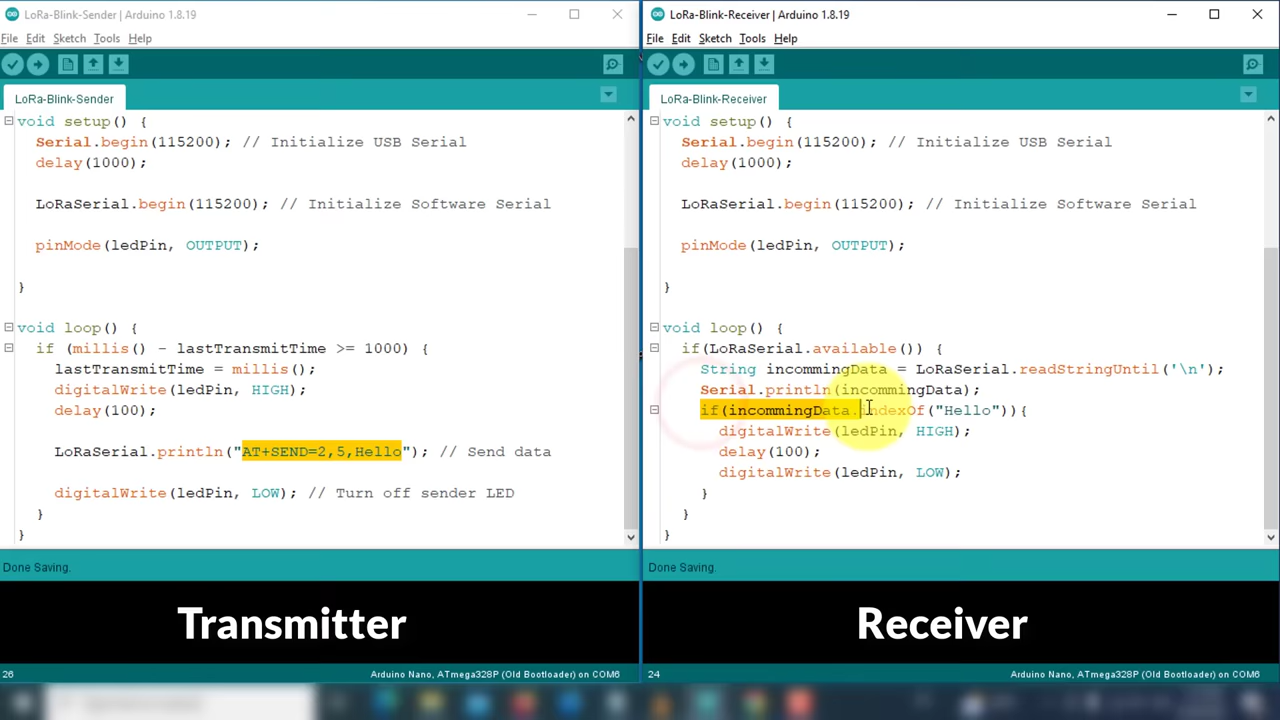 LoRa-Blink-Sender | Arduino 1.8.19
File Edit Sketch Tools Help
LoRa-Blink-Sender
void setup() {
Serial.begin(115200); // Initialize USB Serial
delay(1000);
LoRaSerial.begin(115200); // Initialize Software Serial
pinMode(ledPin, OUTPUT);
}
void loop() {
if (millis() - lastTransmitTime >= 1000) {
lastTransmitTime = millis();
digitalWrite(ledPin, HIGH);
delay(100);
LoRaSerial.println("AT+SEND=2,5,Hello"); // Send data
digitalWrite(ledPin, LOW); // Turn off sender LED
}
}
Done Saving.
Transmitter
26 Arduino Nano, ATmega328P (Old Bootloader) on COM6
LoRa-Blink-Receiver | Arduino 1.8.19
File Edit Sketch Tools Help
LoRa-Blink-Receiver
void setup() {
Serial.begin(115200); // Initialize USB Serial
delay(1000);
LoRaSerial.begin(115200); // Initialize Software Serial
pinMode(ledPin, OUTPUT);
}
void loop() {
if(LoRaSerial.available()) {
String incommingData = LoRaSerial.readStringUntil('\n');
Serial.println(incommingData);
if(incommingData.indexOf("Hello")){
digitalWrite(ledPin, HIGH);
delay(100);
digitalWrite(ledPin, LOW);
}
}
}
Done Saving.
Receiver
24 Arduino Nano, ATmega328P (Old Bootloader) on COM6